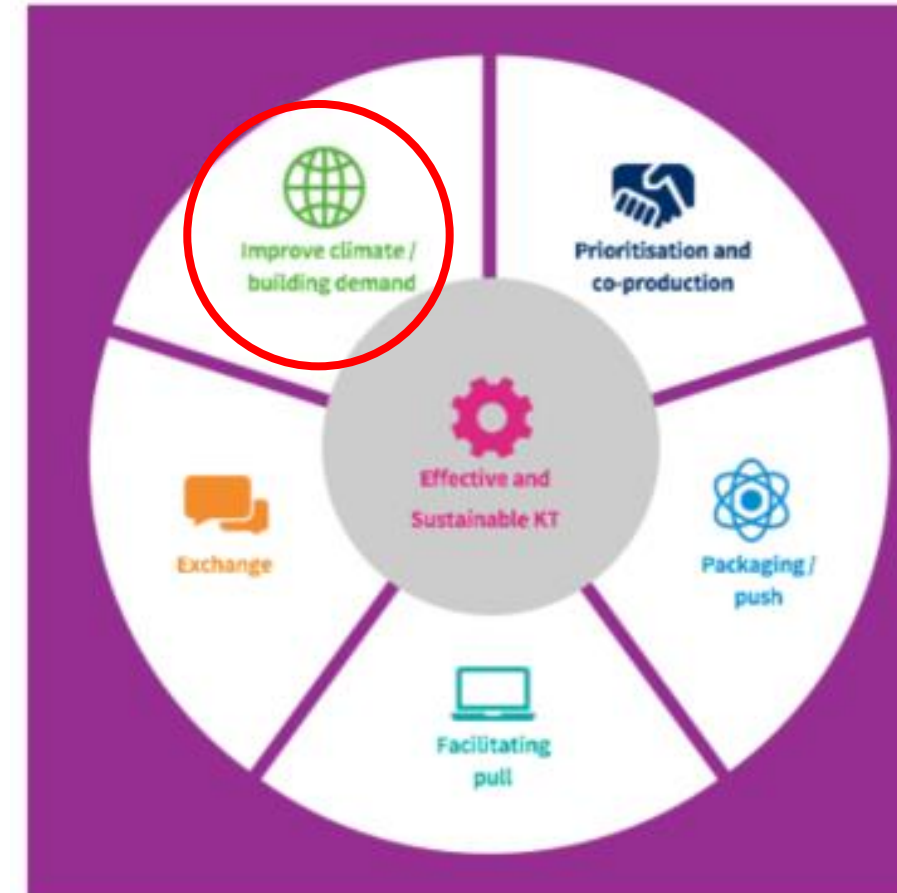 Improve climate /
building demand
Prioritisation and
co-production
Effective and
Sustainable KT
Exchange
Packaging /
push
Facilitating
pull